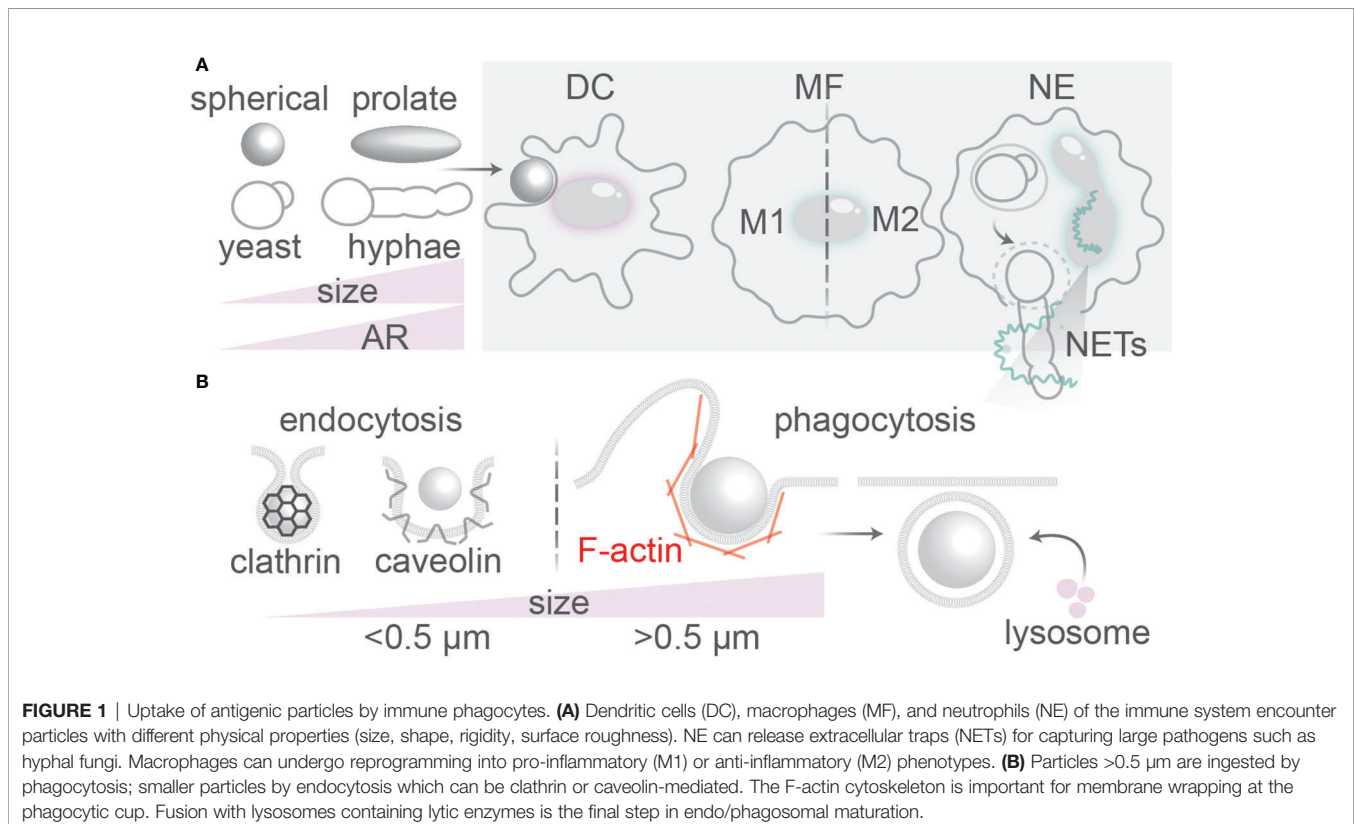 A
spherical prolate
yeast hyphae
size
AR
DC MF NE
M1 M2
NETs
B
endocytosis phagocytosis
clathrin caveolin
F-actin
size
<0.5 µm >0.5 µm
lysosome
FIGURE 1 | Uptake of antigenic particles by immune phagocytes. (A) Dendritic cells (DC), macrophages (MF), and neutrophils (NE) of the immune system encounter
particles with different physical properties (size, shape, rigidity, surface roughness). NE can release extracellular traps (NETs) for capturing large pathogens such as
hyphal fungi. Macrophages can undergo reprogramming into pro-inflammatory (M1) or anti-inflammatory (M2) phenotypes. (B) Particles >0.5 µm are ingested by
phagocytosis; smaller particles by endocytosis which can be clathrin or caveolin-mediated. The F-actin cytoskeleton is important for membrane wrapping at the
phagocytic cup. Fusion with lysosomes containing lytic enzymes is the final step in endo/phagosomal maturation.